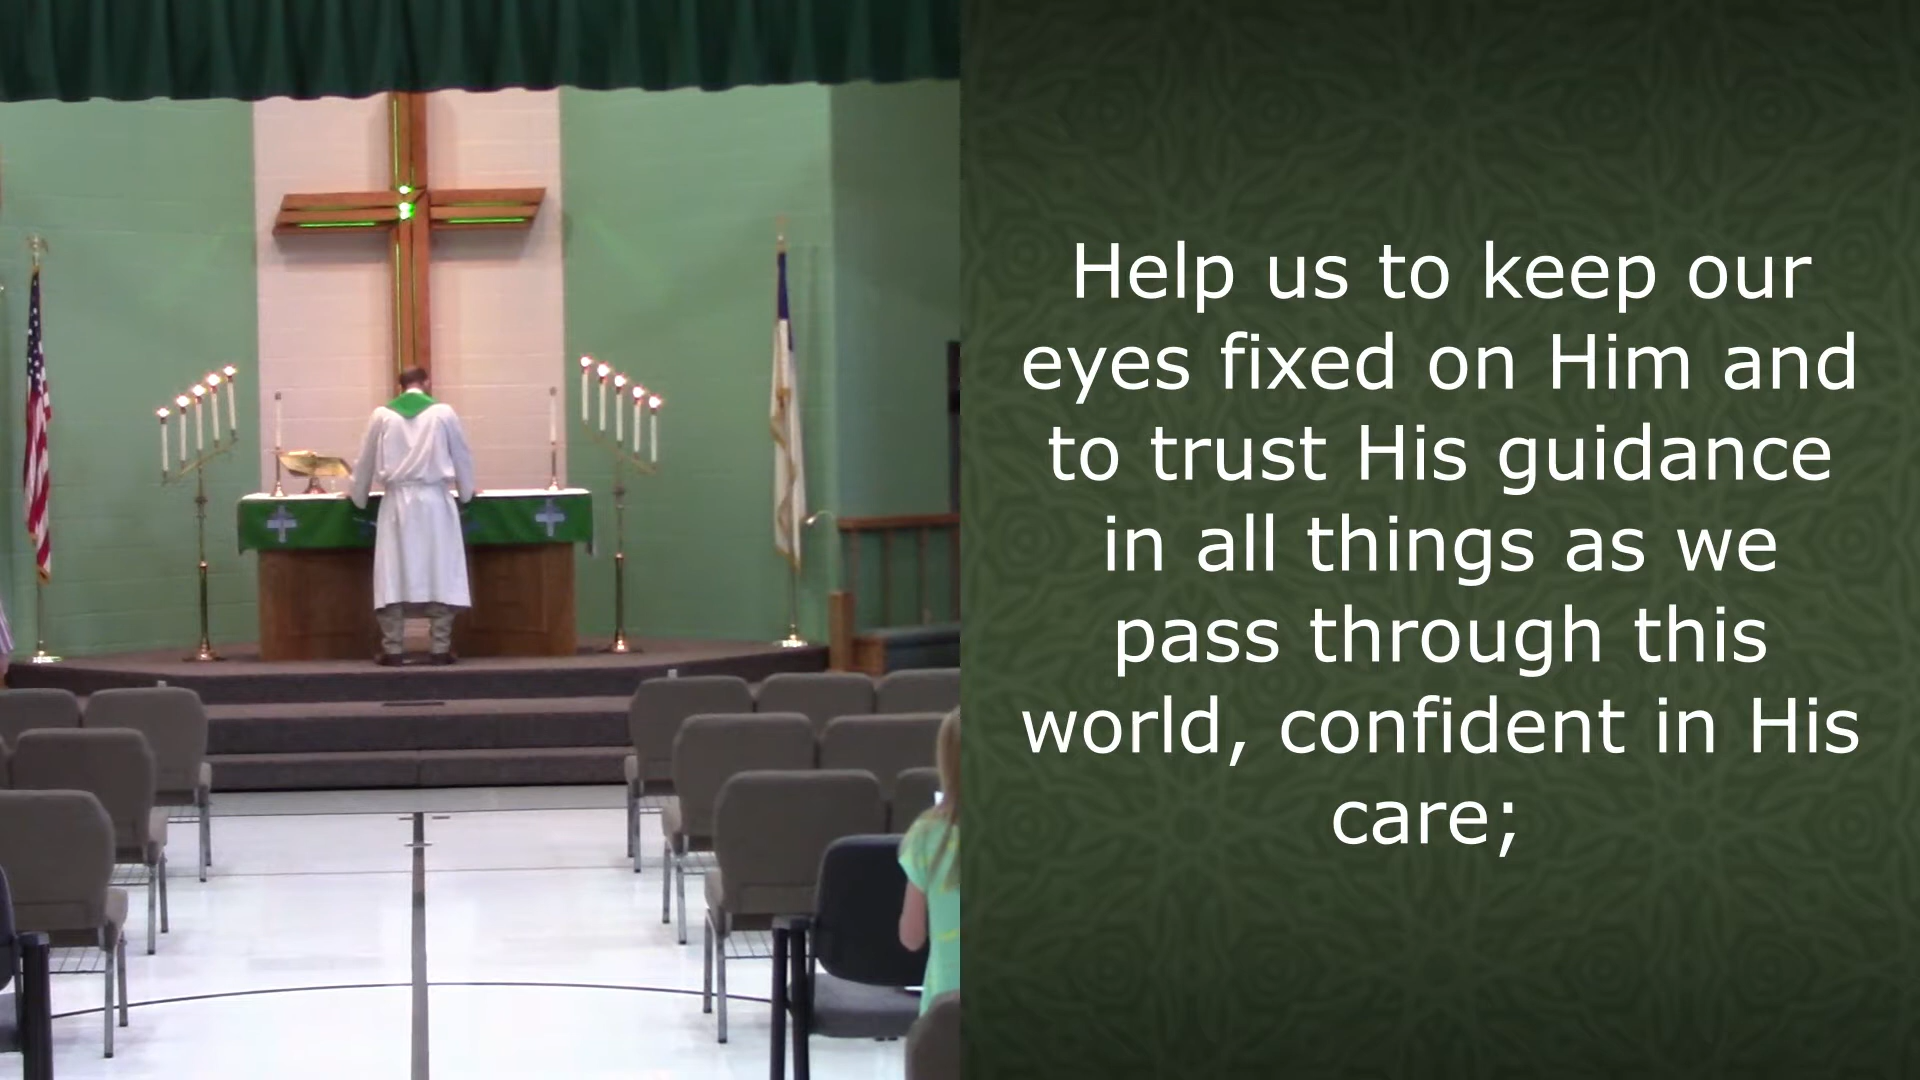 Help us to keep our
eyes fixed on Him and
to trust His guidance
in all things as we
pass through this
world, confident in His
care;